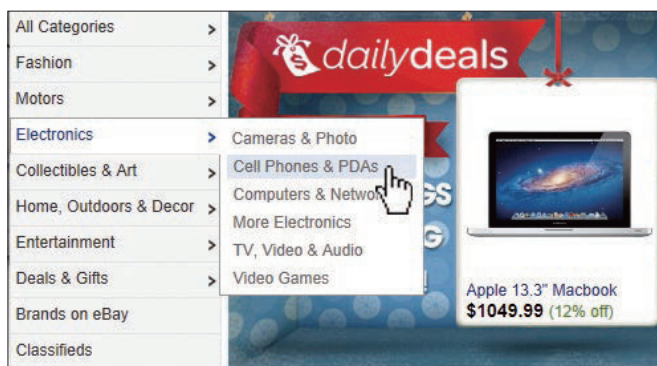 All Categories >
Fashion >
Motors >
Electronics >
Collectibles & Art >
Home, Outdoors & Decor >
Entertainment >
Deals & Gifts >
Brands on eBay
Classifieds
Cameras & Photo
Cell Phones & PDAs
Computers &
More Electronics
TV, Video & Audio
Video Games
$ dailydeals
GS
G
!
Apple 13.3" Macbook
$1049.99 (12% off)